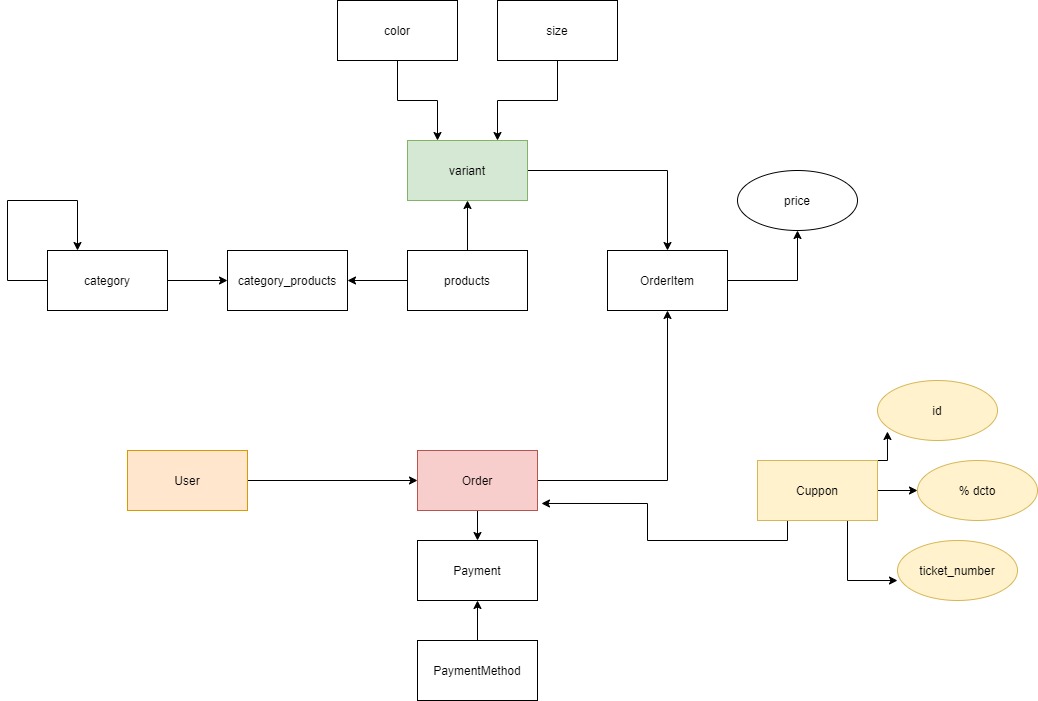 color
size
variant
price
category
category_products
products
OrderItem
id
User
Order
Cuppon
% dcto
Payment
ticket_number
PaymentMethod